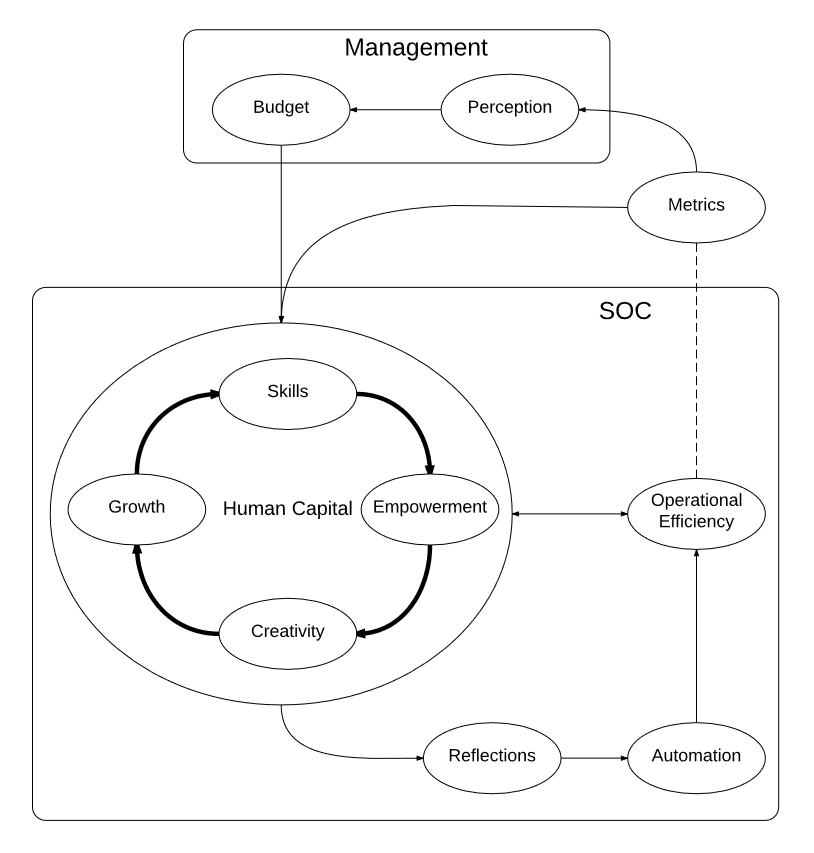 Management
Budget
Perception
Metrics
SOC
Skills
Growth
Human Capital
Empowerment
Operational
Efficiency
Creativity
Reflections
Automation